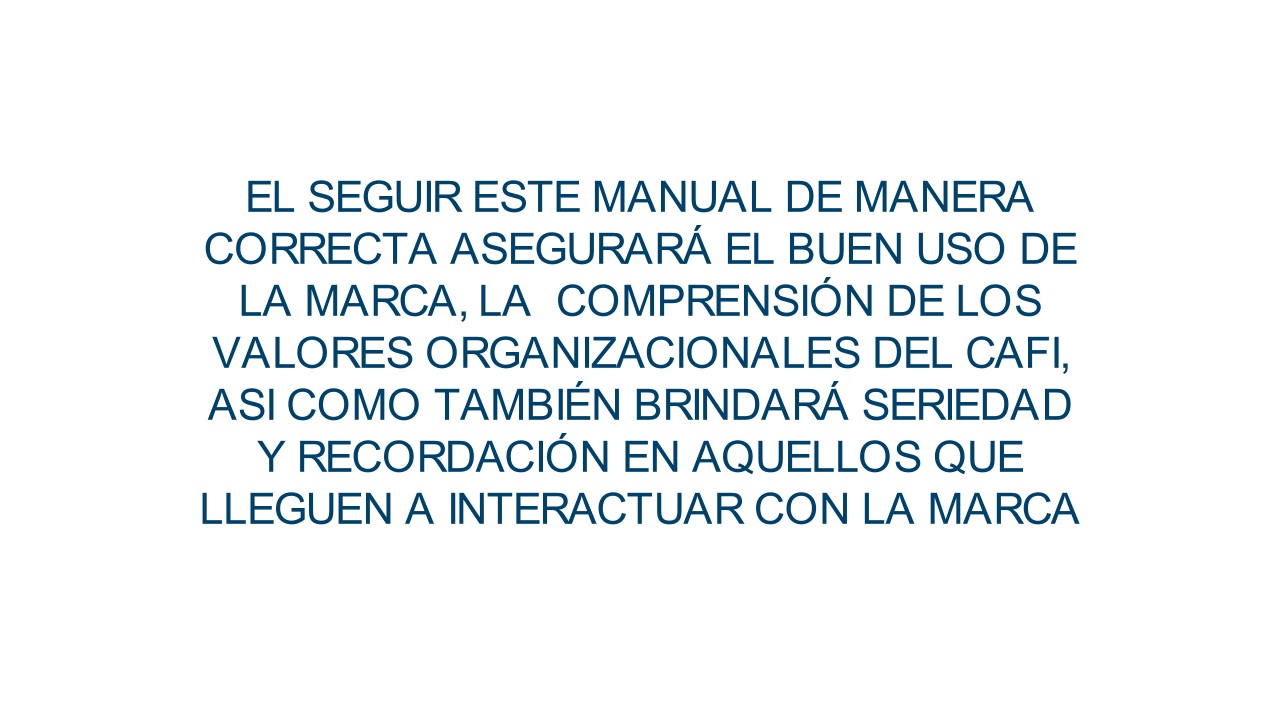 EL SEGUIR ESTE MANUAL DE MANERA
CORRECTA ASEGURARÁ EL BUEN USO DE
LA MARCA, LA  COMPRENSIÓN DE LOS
VALORES ORGANIZACIONALES DEL CAFI,
ASI COMO TAMBIÉN BRINDARÁ SERIEDAD
Y RECORDACIÓN EN AQUELLOS QUE
LLEGUEN A INTERACTUAR CON LA MARCA